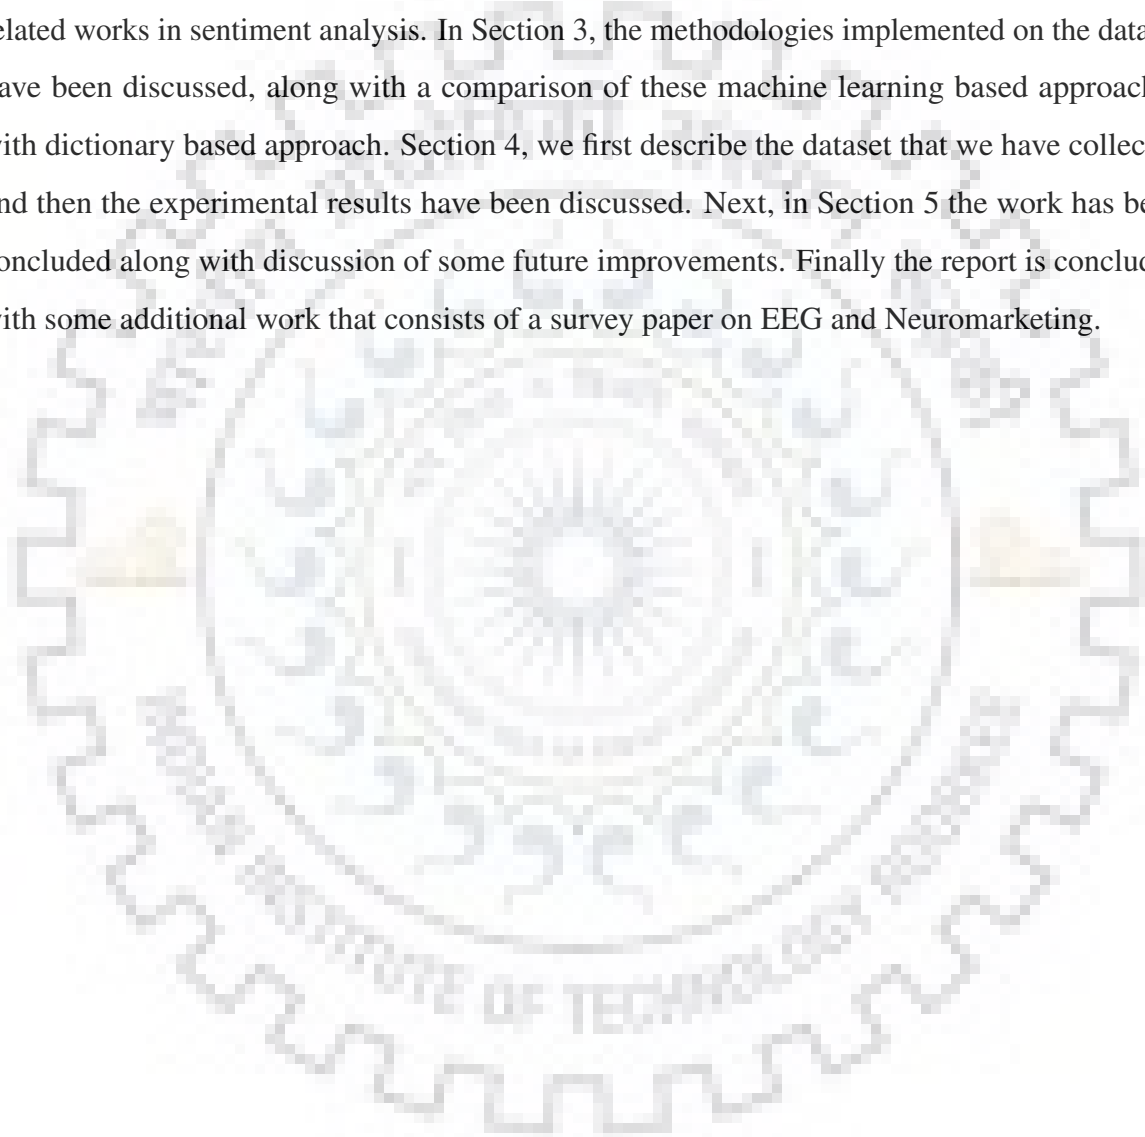 elated works in sentiment analysis. In Section 3, the methodologies implemented on the data
ave been discussed, along with a comparison of these machine learning based approach
ith dictionary based approach. Section 4, we first describe the dataset that we have collec
nd then the experimental results have been discussed. Next, in Section 5 the work has be
oncluded along with discussion of some future improvements. Finally the report is conclud
ith some additional work that consists of a survey paper on EEG and Neuromarketing.
INSTITUTE OF TECHNOLOGY